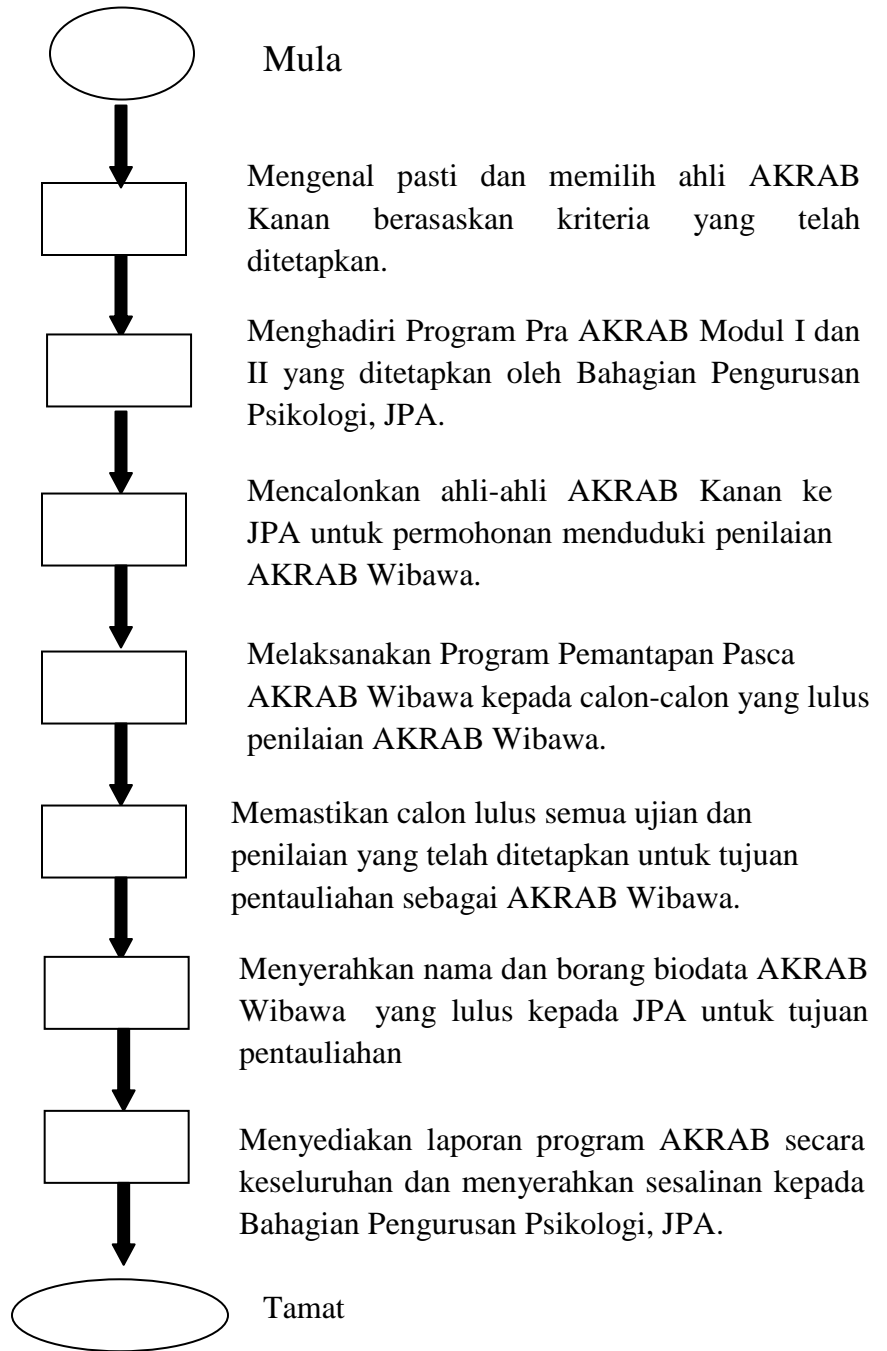 Mula
Mengenal pasti dan memilih ahli AKRAB
Kanan berasaskan kriteria yang telah
ditetapkan.
Menghadiri Program Pra AKRAB Modul I dan
II yang ditetapkan oleh Bahagian Pengurusan
Psikologi, JPA.
Mencalonkan ahli-ahli AKRAB Kanan ke
JPA untuk permohonan menduduki penilaian
AKRAB Wibawa.
Melaksanakan Program Pemantapan Pasca
AKRAB Wibawa kepada calon-calon yang lulus
penilaian AKRAB Wibawa.
Memastikan calon lulus semua ujian dan
penilaian yang telah ditetapkan untuk tujuan
pentauliahan sebagai AKRAB Wibawa.
Menyerahkan nama dan borang biodata AKRAB
Wibawa yang lulus kepada JPA untuk tujuan
pentauliahan
Menyediakan laporan program AKRAB secara
keseluruhan dan menyerahkan sesalinan kepada
Bahagian Pengurusan Psikologi, JPA.
Tamat